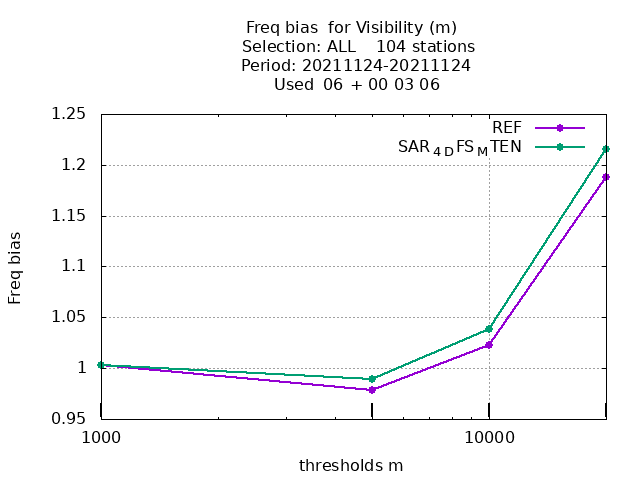 Freq bias  for Visibility (m)
Selection: ALL    104 stations
Period: 20211124-20211124
Used  06 + 00 03 06
1.25
1.2
1.15
1.1
1.05
1
0.95
Freq bias
REF
SAR4DFSMTEN
1000
10000
thresholds m